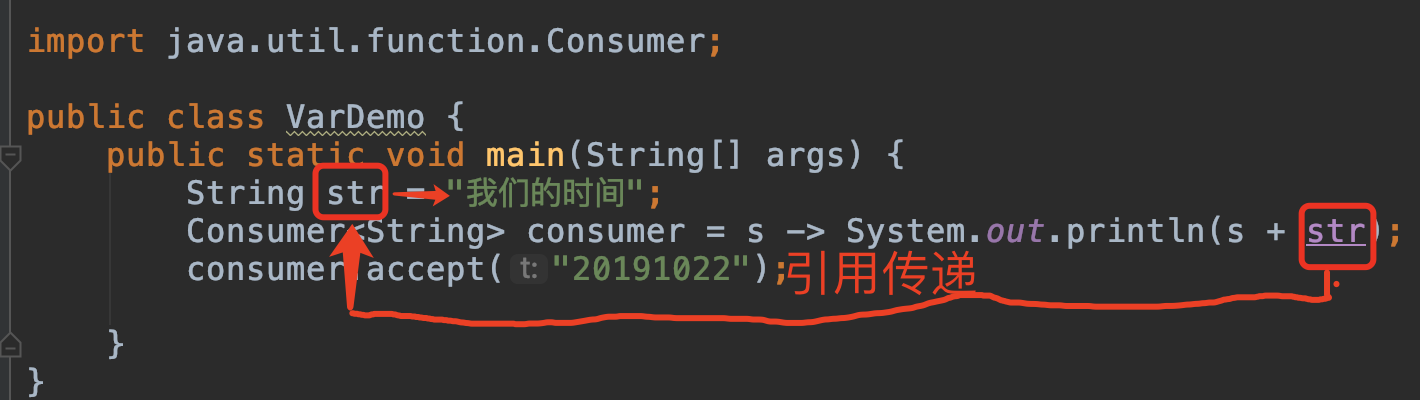 import java.util.function.Consumer;
public class VarDemo {
public static void main(String[] args) {
String str = "我们的时间";
Consumer<String> consumer = s -> System.out.println(s + str);
consumer.accept( t: "20191022");引用传递
}
}